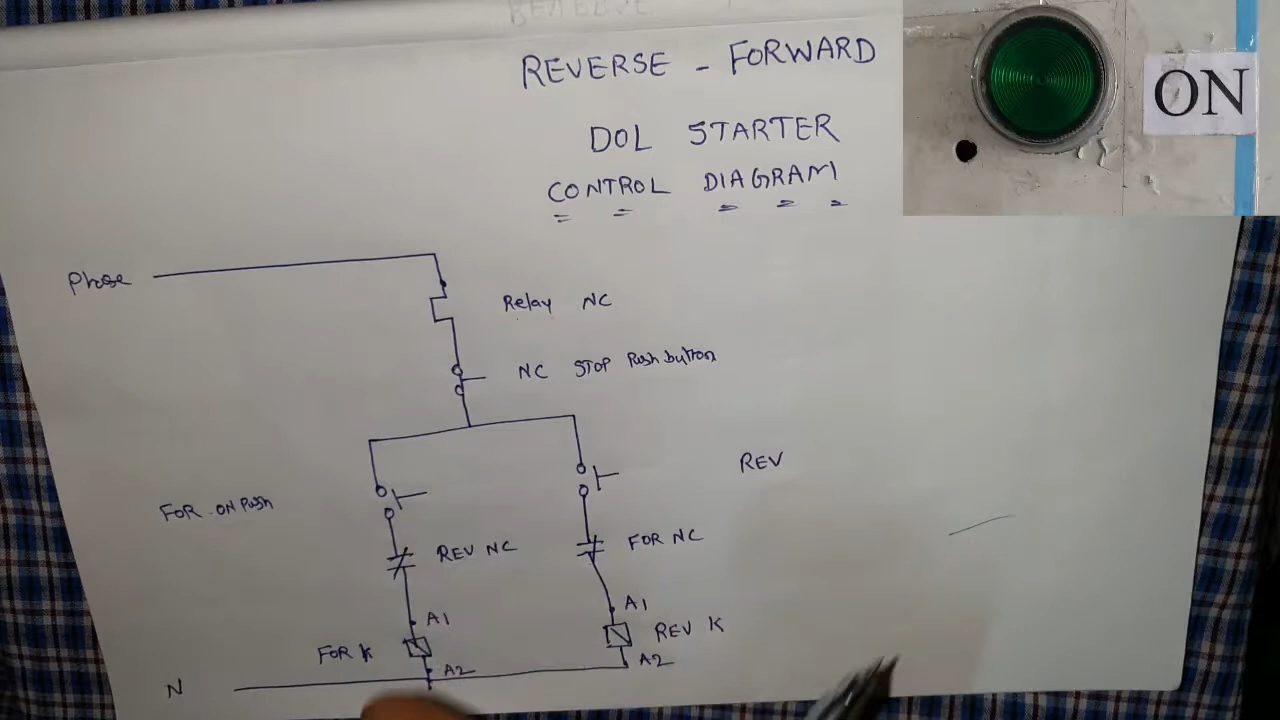 REVERSE - FORWARD
ON
DOL STARTER
CONTROL DIAGRAM
Phase
Relay NC
NC STOP Push button
REV
FOR ON Push
REV NC
FOR NC
A1
A1
FOR K
REV K
A2
A2
N